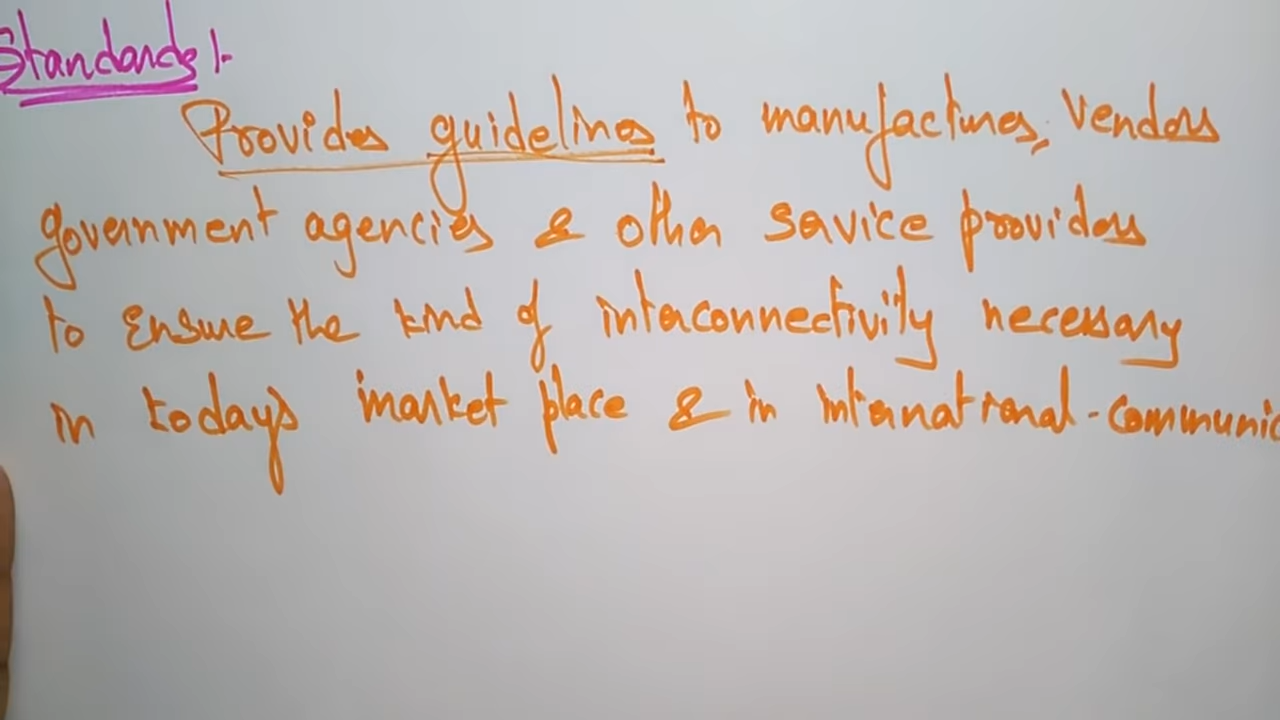 Standards :-
Provides guidelines to manufactures, Vendors
government agencies & other service providers
to Ensure the kind of interconnectivity necessary
in todays market place & in international-communic